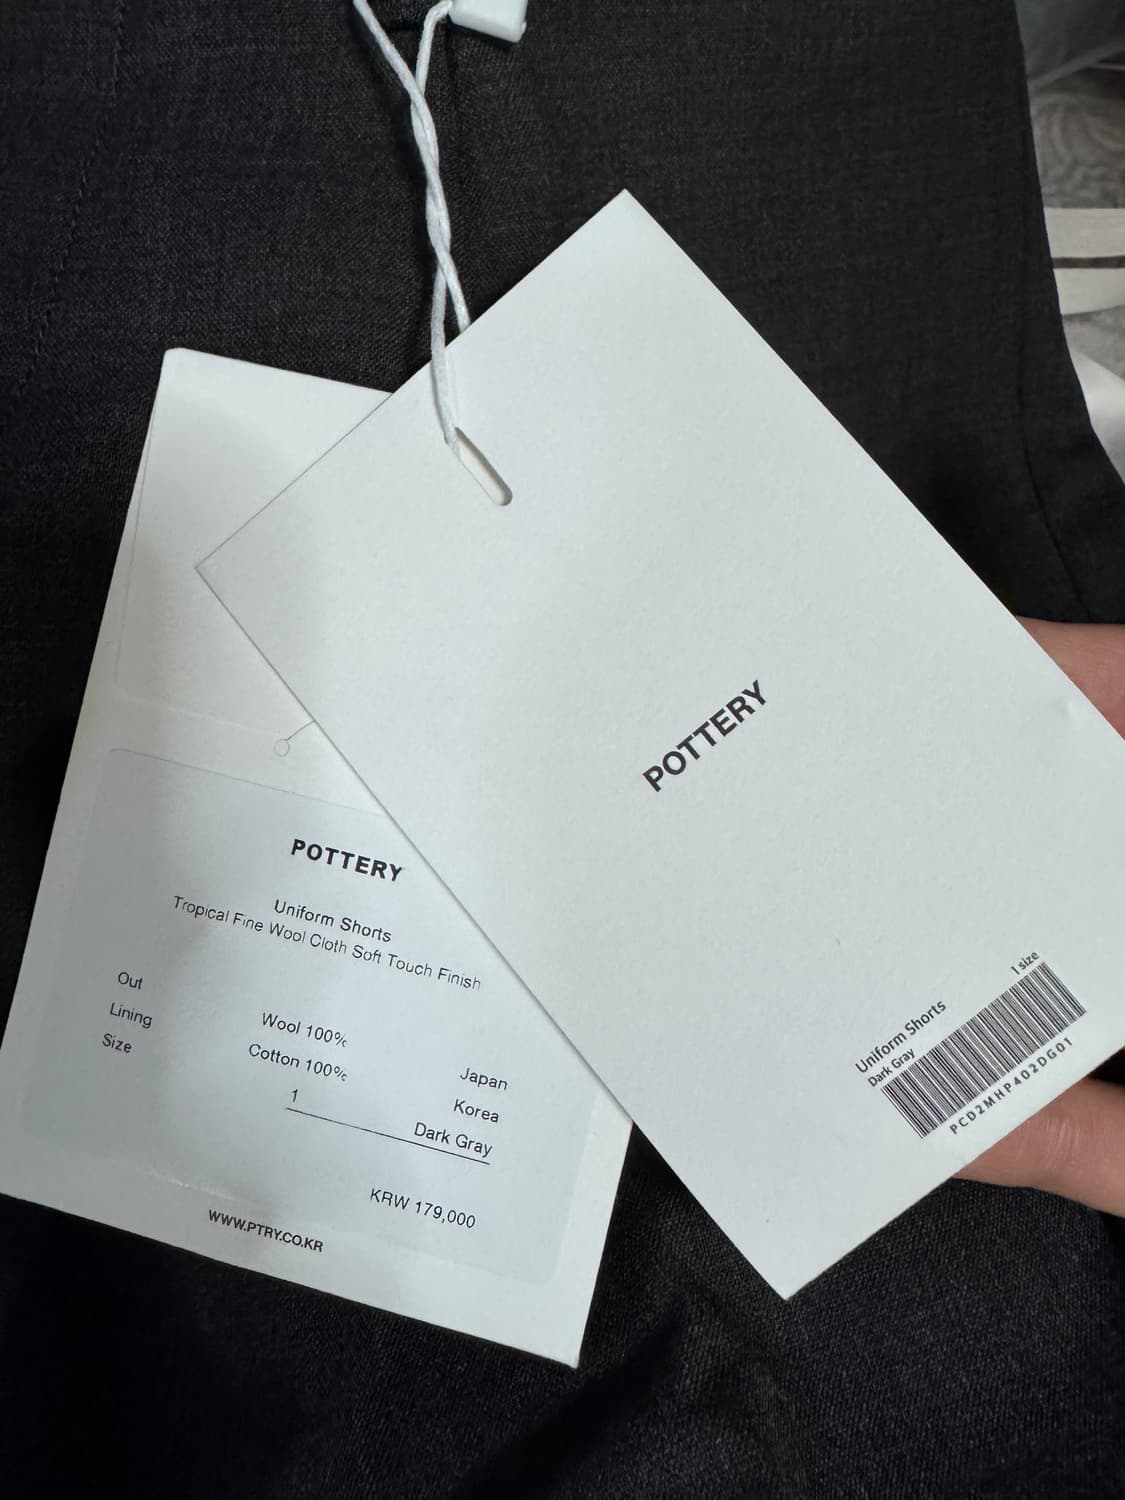 POTTERY
Uniform Shorts
Tropical Fine Wool Cloth Soft Touch Finish
Out Wool 100% Japan
Lining Cotton 100% Korea
Size 1 Dark Gray
KRW 179,000
WWW.PTRY.CO.KR
POTTERY
Uniform Shorts
Dark Gray 1 size
PCD2MHP402DG01